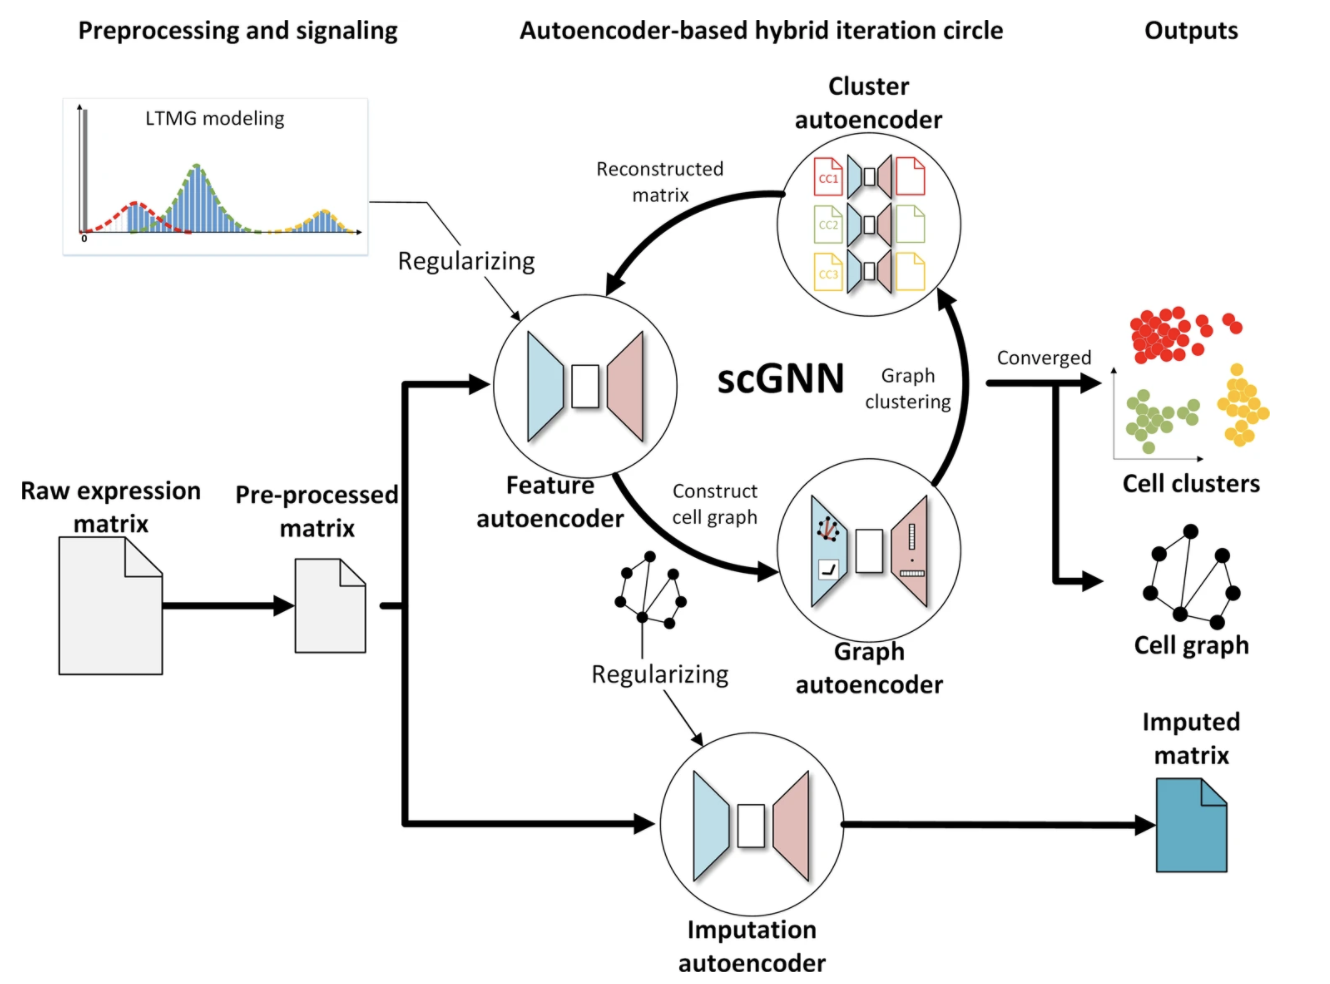 Preprocessing and signaling
Autoencoder-based hybrid iteration circle
Outputs
LTMG modeling
0
Regularizing
Reconstructed
matrix
Cluster
autoencoder
CC1
CC2
CC3
scGNN
Graph
clustering
Converged
Cell clusters
Raw expression
matrix
Pre-processed
matrix
Feature
autoencoder
Construct
cell graph
Regularizing
Graph
autoencoder
Cell graph
Imputed
matrix
Imputation
autoencoder